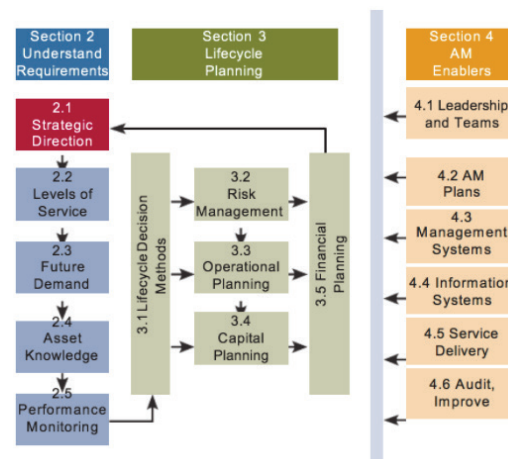 Section 2
Understand
Requirements
Section 3
Lifecycle
Planning
Section 4
AM
Enablers
2.1
Strategic
Direction
2.2
Levels of
Service
2.3
Future
Demand
2.4
Asset
Knowledge
2.5
Performance
Monitoring
3.1 Lifecycle Decision
Methods
3.2
Risk
Management
3.3
Operational
Planning
3.4
Capital
Planning
3.5 Financial
Planning
4.1 Leadership
and Teams
4.2 AM
Plans
4.3
Management
Systems
4.4 Information
Systems
4.5 Service
Delivery
4.6 Audit,
Improve